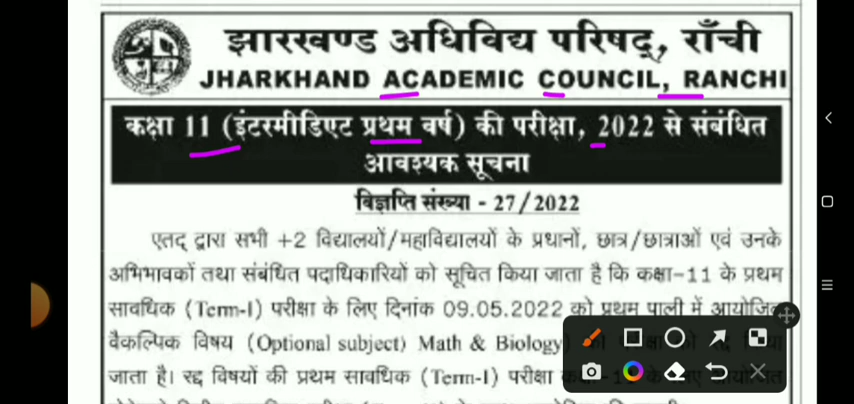 झारखण्ड अधिविद्य परिषद्, राँची
JHARKHAND ACADEMIC COUNCIL, RANCHI
कक्षा 11 (इंटरमीडिएट प्रथम वर्ष) की परीक्षा, 2022 से संबंधित
आवश्यक सूचना
विज्ञप्ति संख्या - 27/2022
एतद् द्वारा सभी +2 विद्यालयों/महाविद्यालयों के प्रधानों, छात्र/छात्राओं एवं उनके
अभिभावकों तथा संबंधित पदाधिकारियों को सूचित किया जाता है कि कक्षा-11 के प्रथम
सावधिक (Term-I) परीक्षा के लिए दिनांक 09.05.2022 को प्रथम पाली में
वैकल्पिक विषय (Optional subject) Math & Biology
जाता है। रद्द विषयों की प्रथम सावधिक (Term-I) परीक्षा